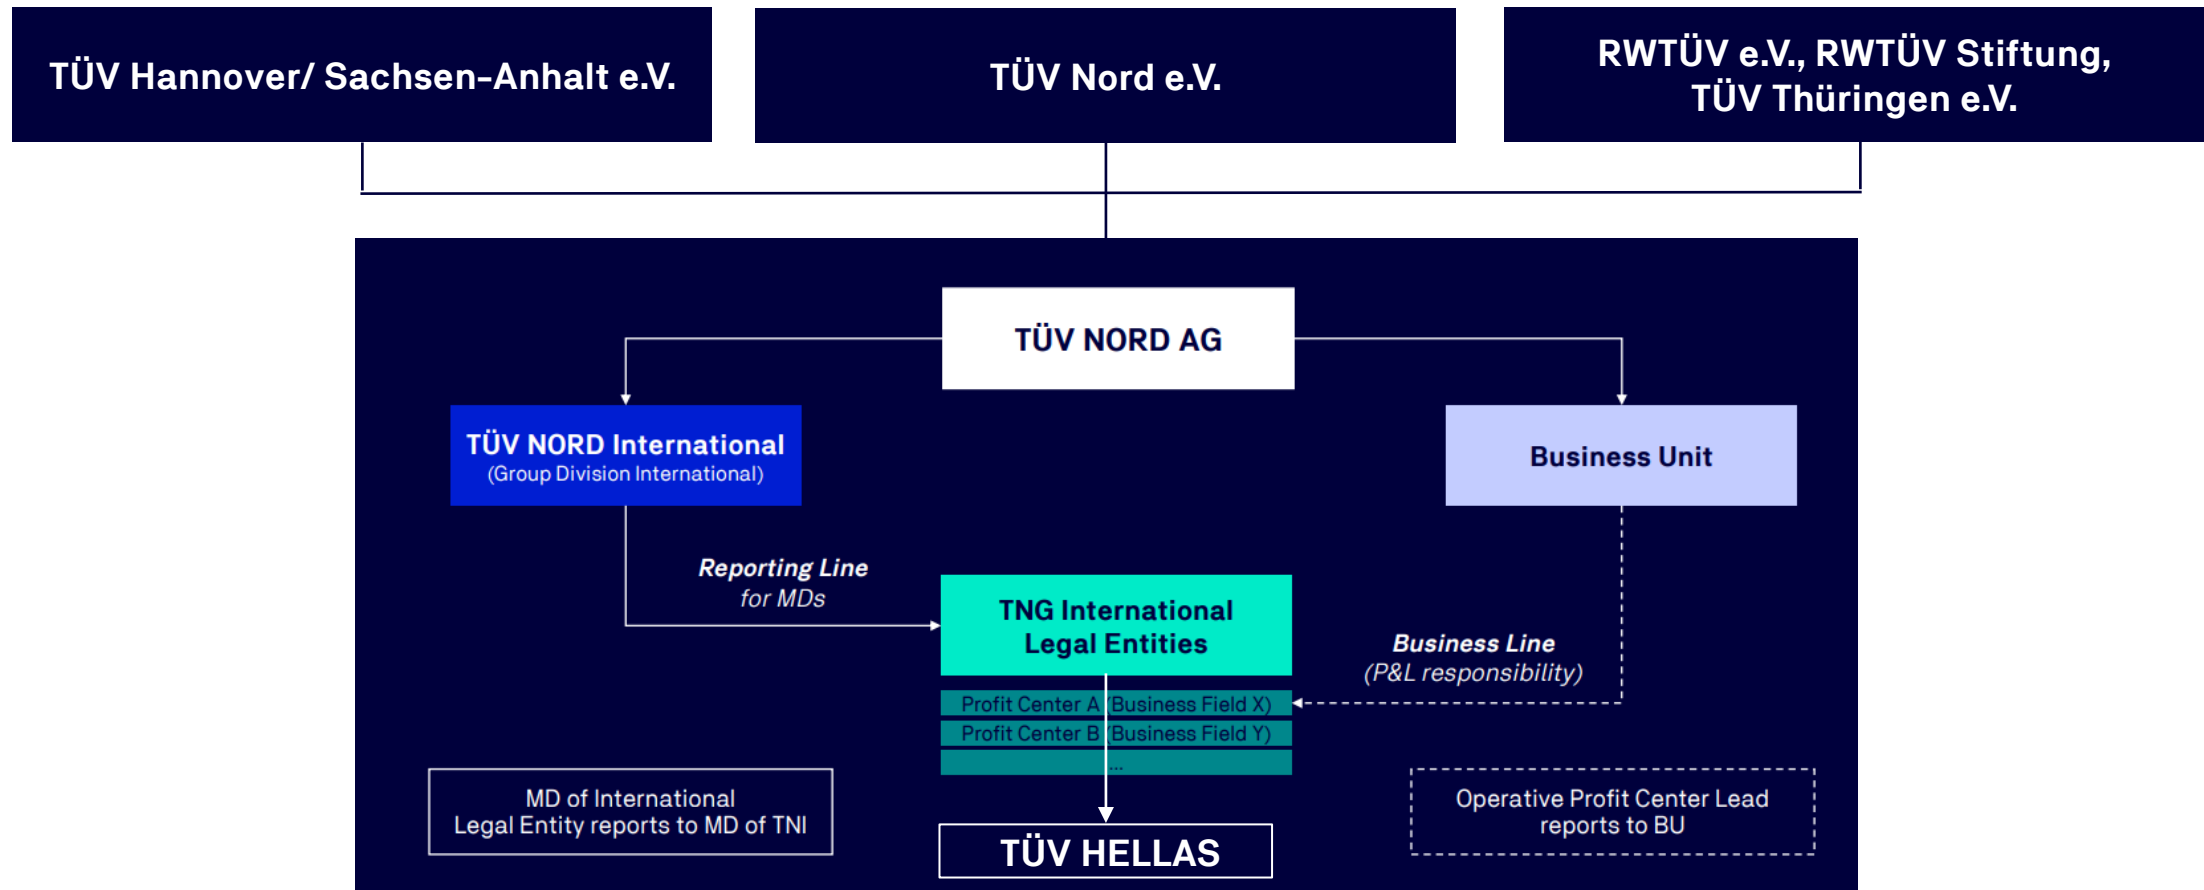 TÜV Hannover/ Sachsen-Anhalt e.V.
TÜV Nord e.V.
RWTÜV e.V., RWTÜV Stiftung,
TÜV Thüringen e.V.
TÜV NORD AG
TÜV NORD International
(Group Division International)
Business Unit
Reporting Line
for MDs
TNG International
Legal Entities
Business Line
(P&L responsibility)
Profit Center A (Business Field X)
Profit Center B (Business Field Y)
...
MD of International
Legal Entity reports to MD of TNI
Operative Profit Center Lead
reports to BU
TÜV HELLAS